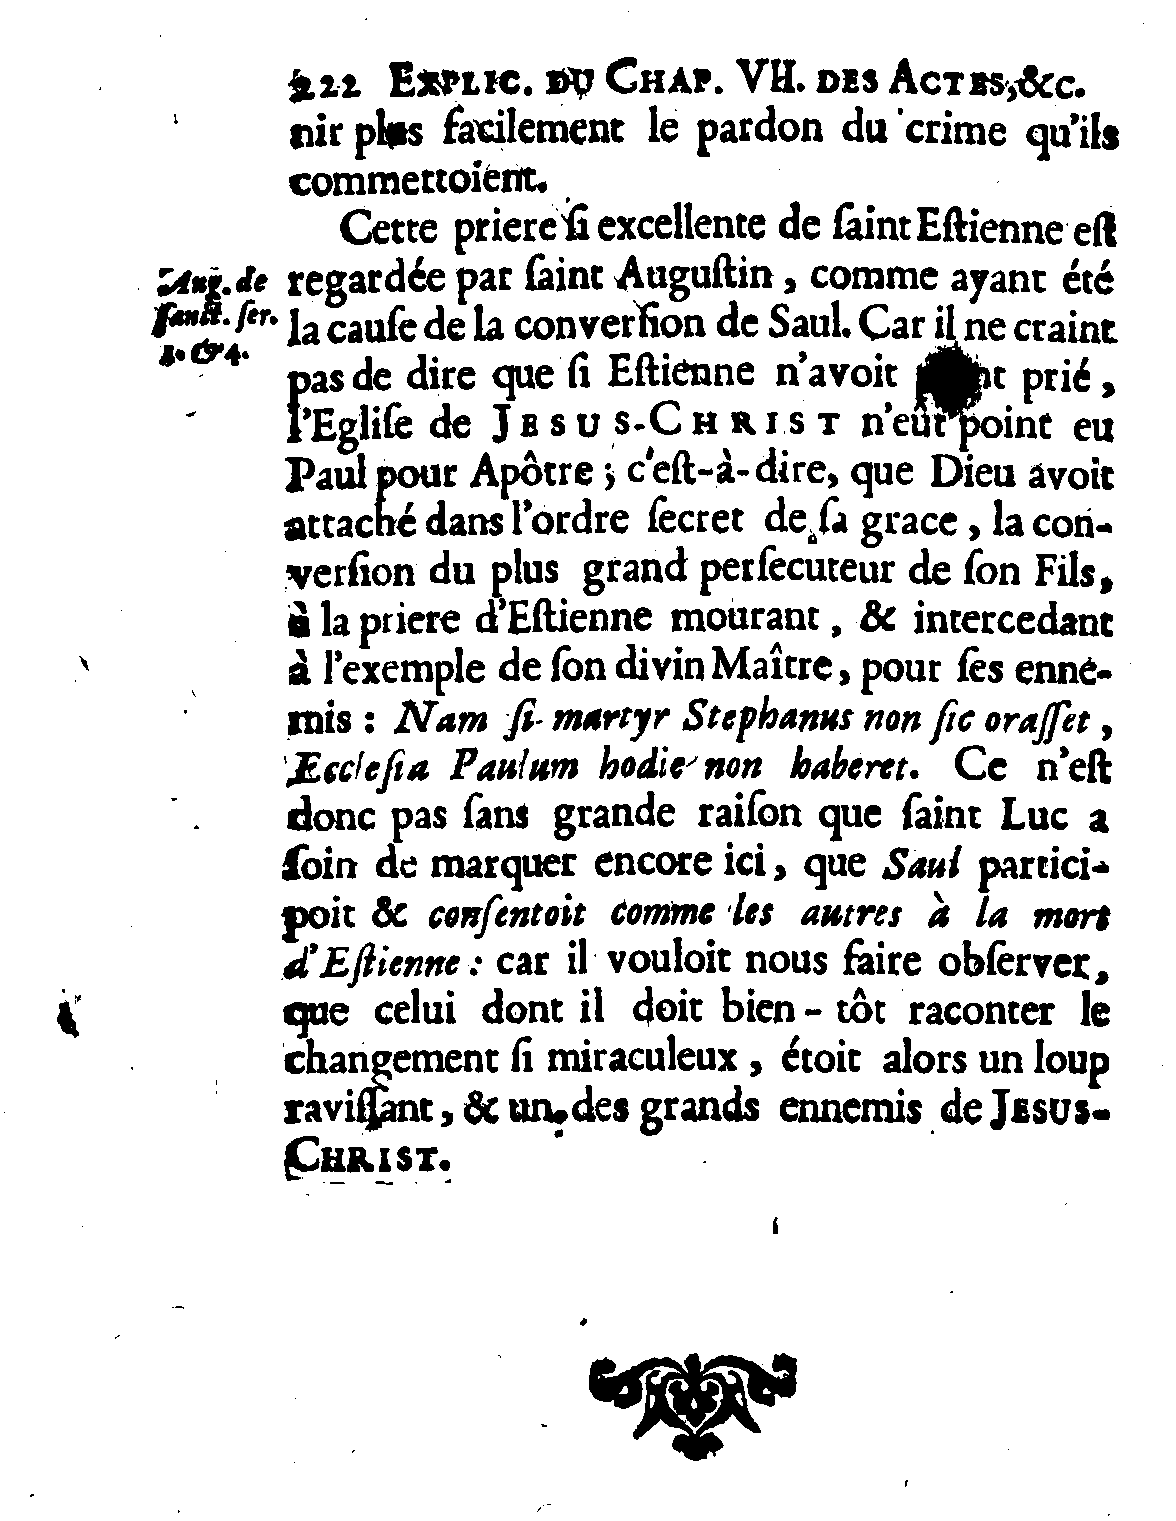 222 EXPLIC. DU CHAP. VII. DES ACTES, &c.
nir plus facilement le pardon du crime qu'ils
commettoient.
Cette priere ſi excellente de ſaint Eſtienne eſt
regardée par ſaint Auguſtin, comme ayant été
Aug. de
ſanct. ſer.
1. & 4.
la cauſe de la converſion de Saul. Car il ne craint
pas de dire que ſi Eſtienne n'avoit prié,
l'Egliſe de JESUS-CHRIST n'eût point eu
Paul pour Apôtre; c'eſt-à-dire, que Dieu avoit
attaché dans l'ordre ſecret de ſa grace, la con-
verſion du plus grand perſecuteur de ſon Fils,
à la priere d'Eſtienne mourant, & intercedant
à l'exemple de ſon divin Maître, pour ſes enne-
mis : Nam ſi martyr Stephanus non ſic oraſſet,
Eccleſia Paulum hodie non haberet. Ce n'eſt
donc pas ſans grande raiſon que ſaint Luc a
ſoin de marquer encore ici, que Saul partici-
poit & conſentoit comme les autres à la mort
d'Eſtienne : car il vouloit nous faire obſerver,
que celui dont il doit bien-tôt raconter le
changement ſi miraculeux, étoit alors un loup
raviſſant, & un des grands ennemis de JESUS-
CHRIST.